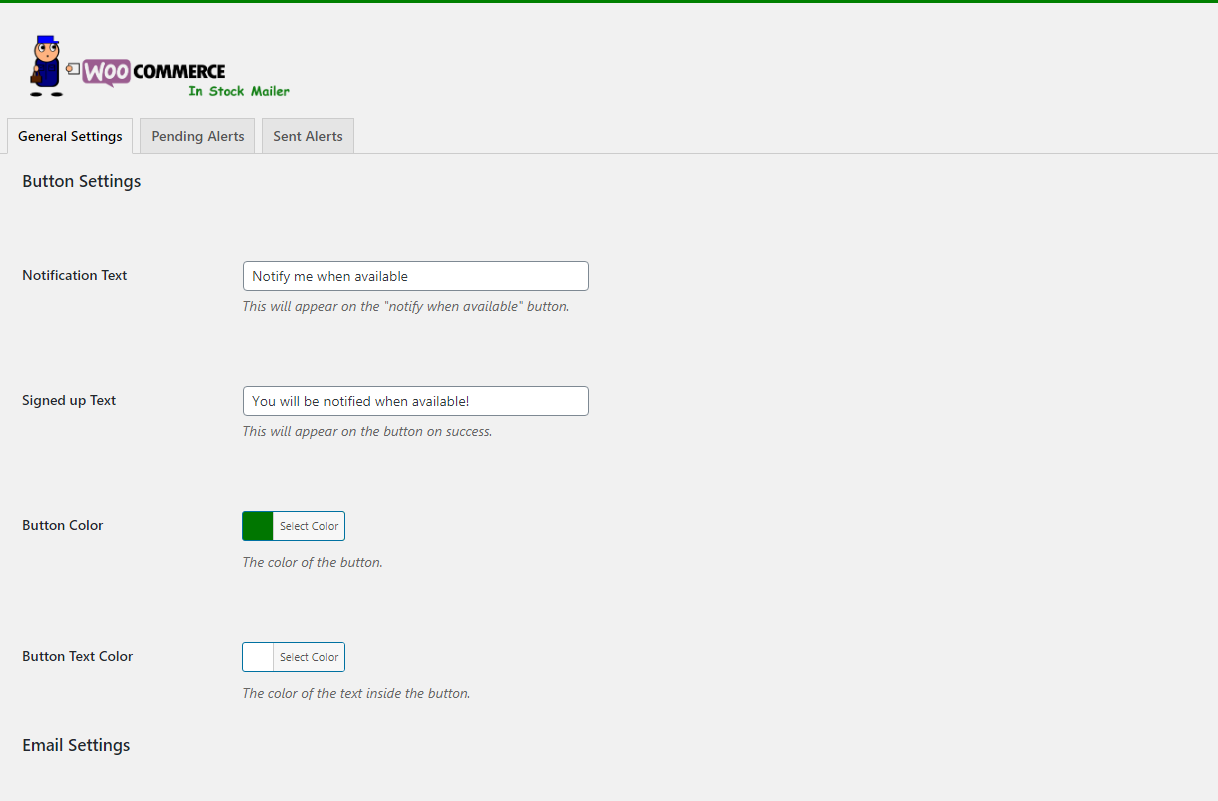 WOO COMMERCE
In Stock Mailer
General Settings Pending Alerts Sent Alerts
Button Settings
Notification Text Notify me when available
This will appear on the "notify when available" button.
Signed up Text You will be notified when available!
This will appear on the button on success.
Button Color Select Color
The color of the button.
Button Text Color Select Color
The color of the text inside the button.
Email Settings